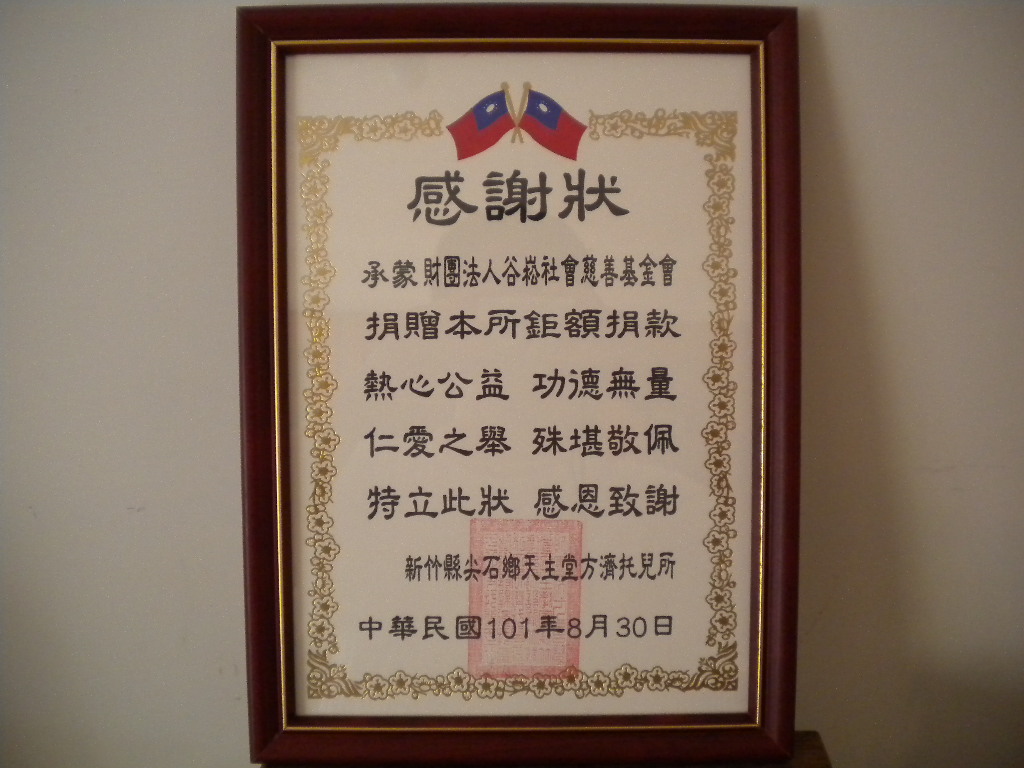 感謝狀
承蒙財團法人谷崧社會慈善基金會
捐贈本所鉅額捐款
熱心公益 功德無量
仁愛之舉 殊堪敬佩
特立此狀 感恩致謝
新竹縣尖石鄉天主堂方濟托兒所
中華民國101年8月30日